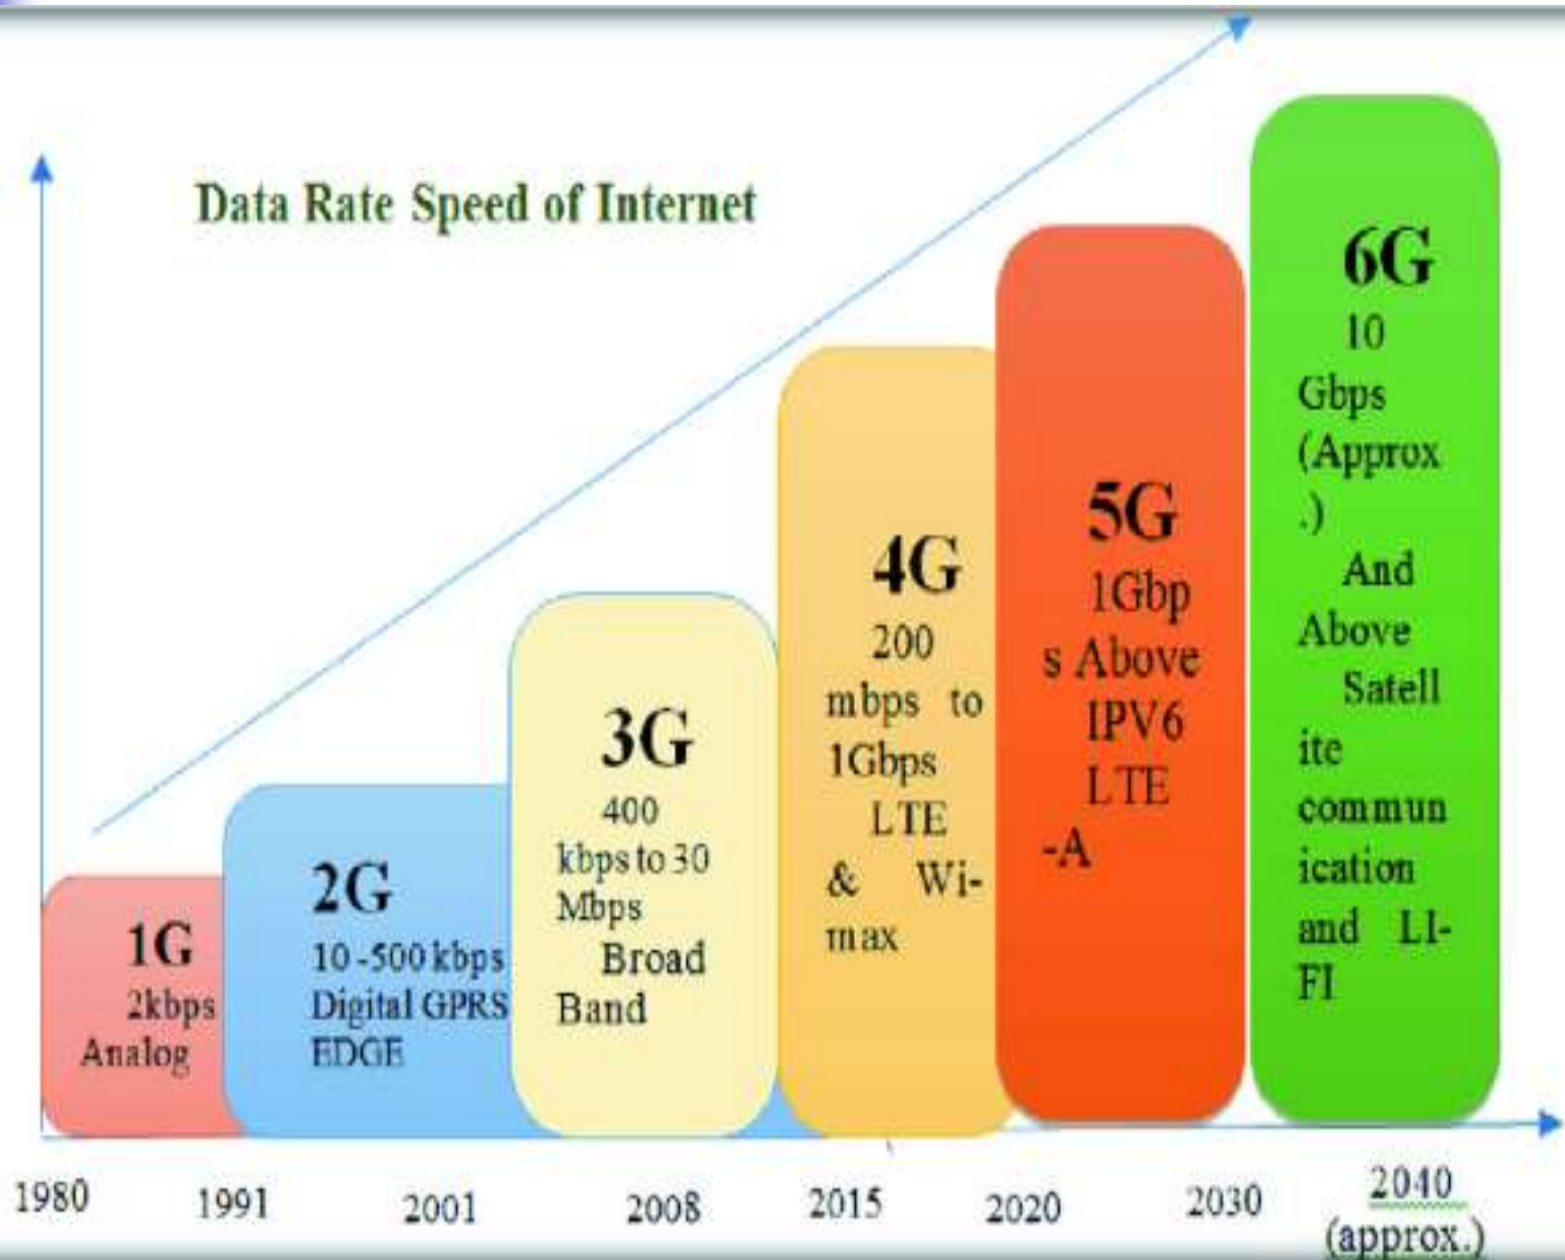 Data Rate Speed of Internet
1G
2kbps
Analog
2G
10-500 kbps
Digital GPRS
EDGE
3G
400
kbps to 30
Mbps
Broad
Band
4G
200
mbps to
1Gbps
LTE
& Wi-
max
5G
1Gbp
s Above
IPV6
LTE
-A
6G
10
Gbps
(Approx
.)
And
Above
Satell
ite
commun
ication
and LI-
FI
1980 1991 2001 2008 2015 2020 2030 2040
(approx.)